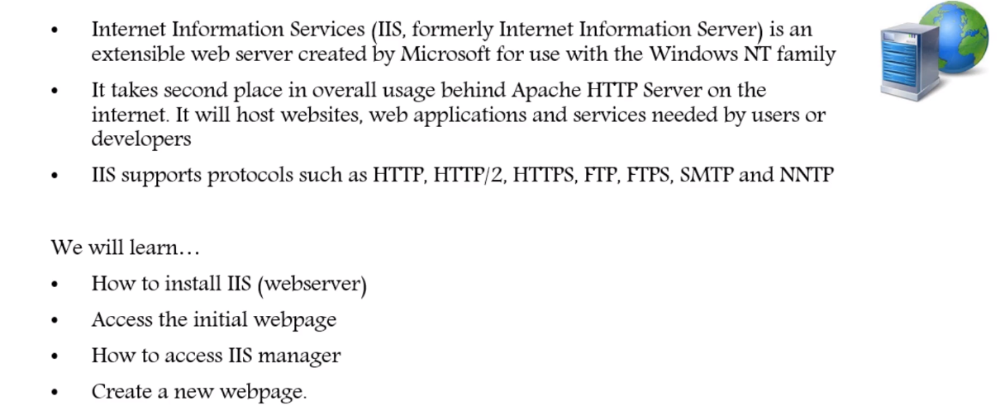 • Internet Information Services (IIS, formerly Internet Information Server) is an
extensible web server created by Microsoft for use with the Windows NT family
• It takes second place in overall usage behind Apache HTTP Server on the
internet. It will host websites, web applications and services needed by users or
developers
• IIS supports protocols such as HTTP, HTTP/2, HTTPS, FTP, FTPS, SMTP and NNTP
We will learn…
• How to install IIS (webserver)
• Access the initial webpage
• How to access IIS manager
• Create a new webpage.